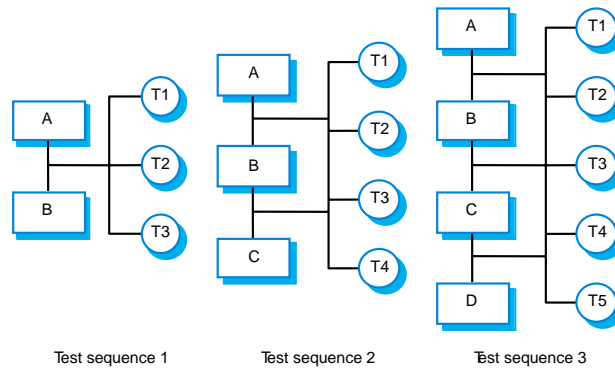 A
B
T1
T2
T3
Test sequence 1
A
B
C
T1
T2
T3
T4
Test sequence 2
A
B
C
D
T1
T2
T3
T4
T5
Test sequence 3